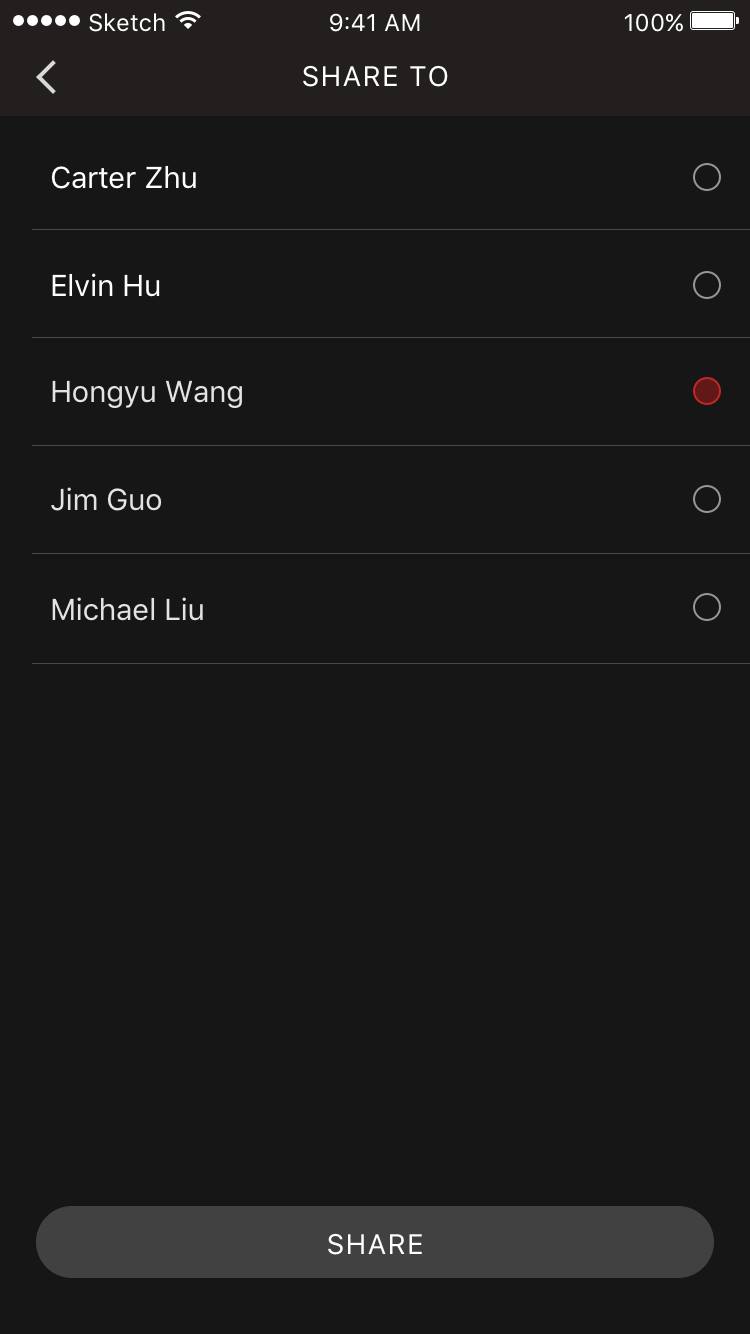 Sketch 9:41 AM 100%
SHARE TO
Carter Zhu
Elvin Hu
Hongyu Wang
Jim Guo
Michael Liu
SHARE